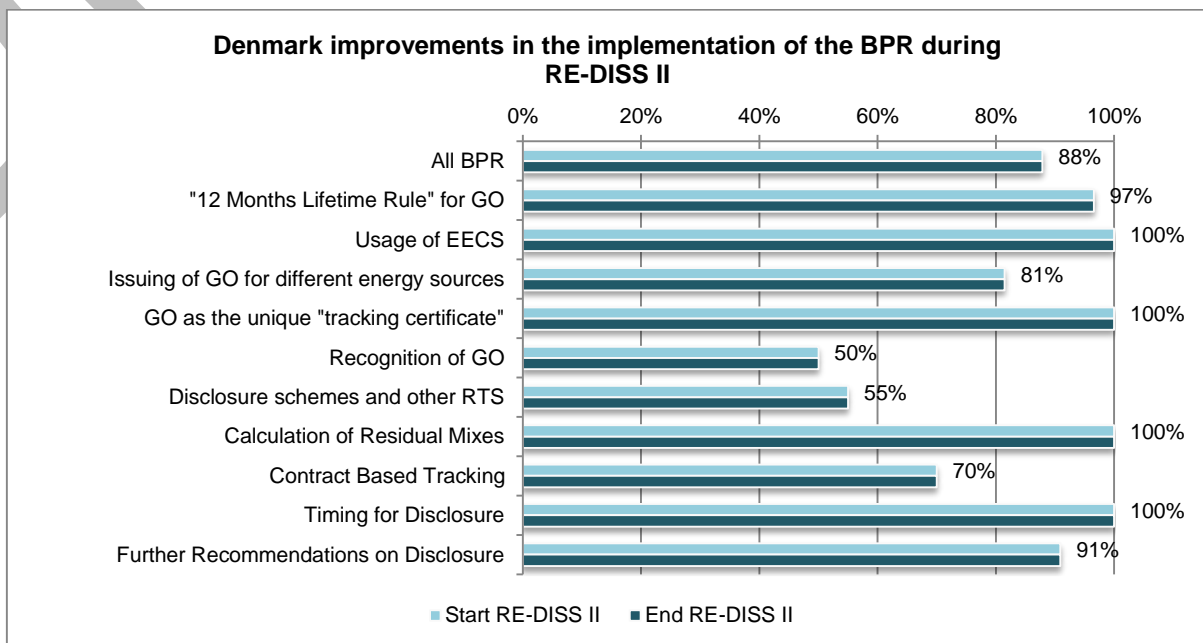 Denmark improvements in the implementation of the BPR during
RE-DISS II
0% 20% 40% 60% 80% 100%
All BPR 88%
"12 Months Lifetime Rule" for GO 97%
Usage of EECS 100%
Issuing of GO for different energy sources 81%
GO as the unique "tracking certificate" 100%
Recognition of GO 50%
Disclosure schemes and other RTS 55%
Calculation of Residual Mixes 100%
Contract Based Tracking 70%
Timing for Disclosure 100%
Further Recommendations on Disclosure 91%
Start RE-DISS II End RE-DISS II